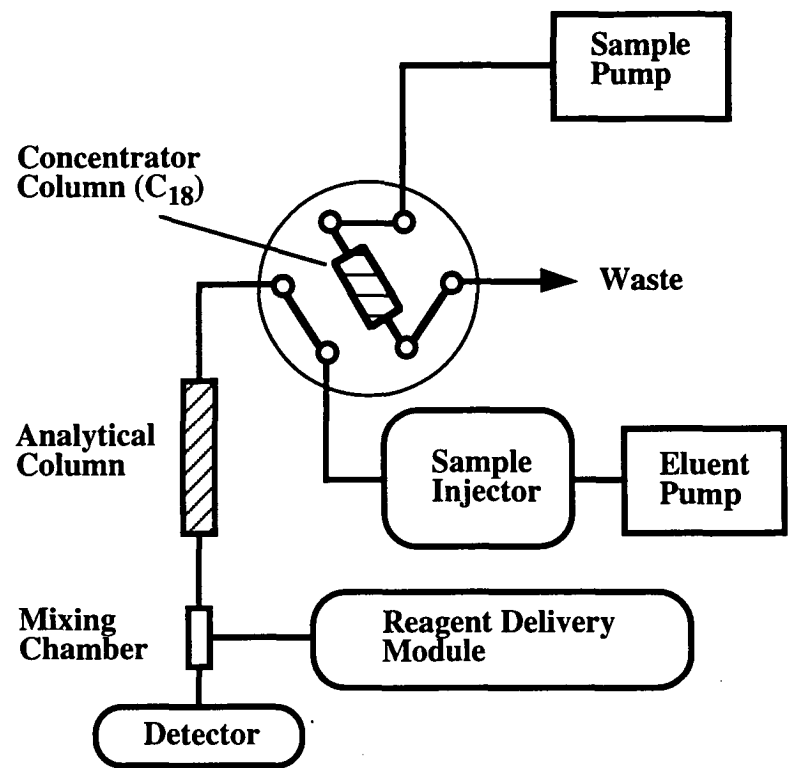 Sample
Pump
Concentrator
Column (C18)
Waste
Analytical
Column
Sample
Injector
Eluent
Pump
Mixing
Chamber
Reagent Delivery
Module
Detector